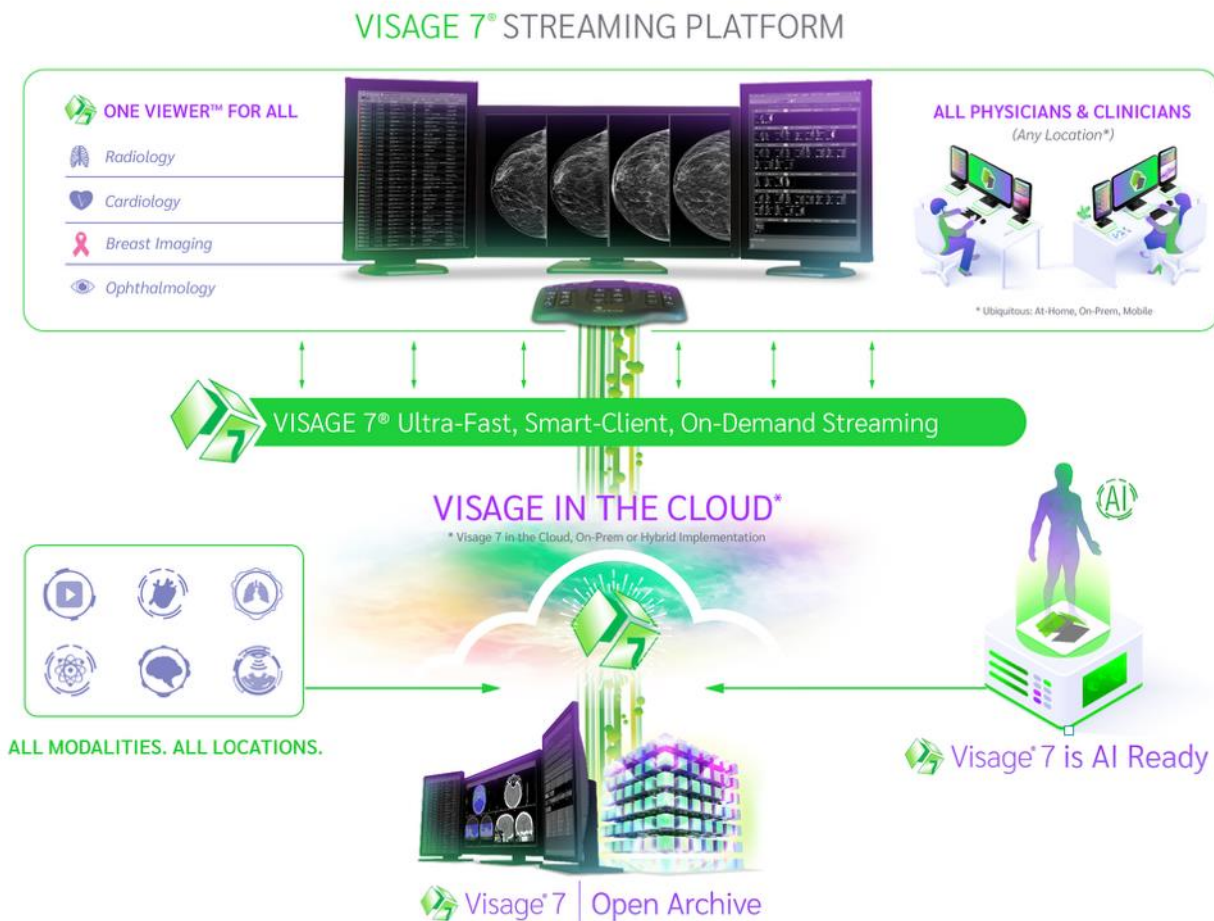 VISAGE 7® STREAMING PLATFORM
ONE VIEWER™ FOR ALL
Radiology
Cardiology
Breast Imaging
Ophthalmology
ALL PHYSICIANS & CLINICIANS
(Any Location*)
* Ubiquitous: At-Home, On-Prem, Mobile
VISAGE 7® Ultra-Fast, Smart-Client, On-Demand Streaming
7
VISAGE IN THE CLOUD*
* Visage 7 in the Cloud, On-Prem or Hybrid Implementation
7
AI
ALL MODALITIES. ALL LOCATIONS.
Visage® 7 is AI Ready
Visage® 7 | Open Archive